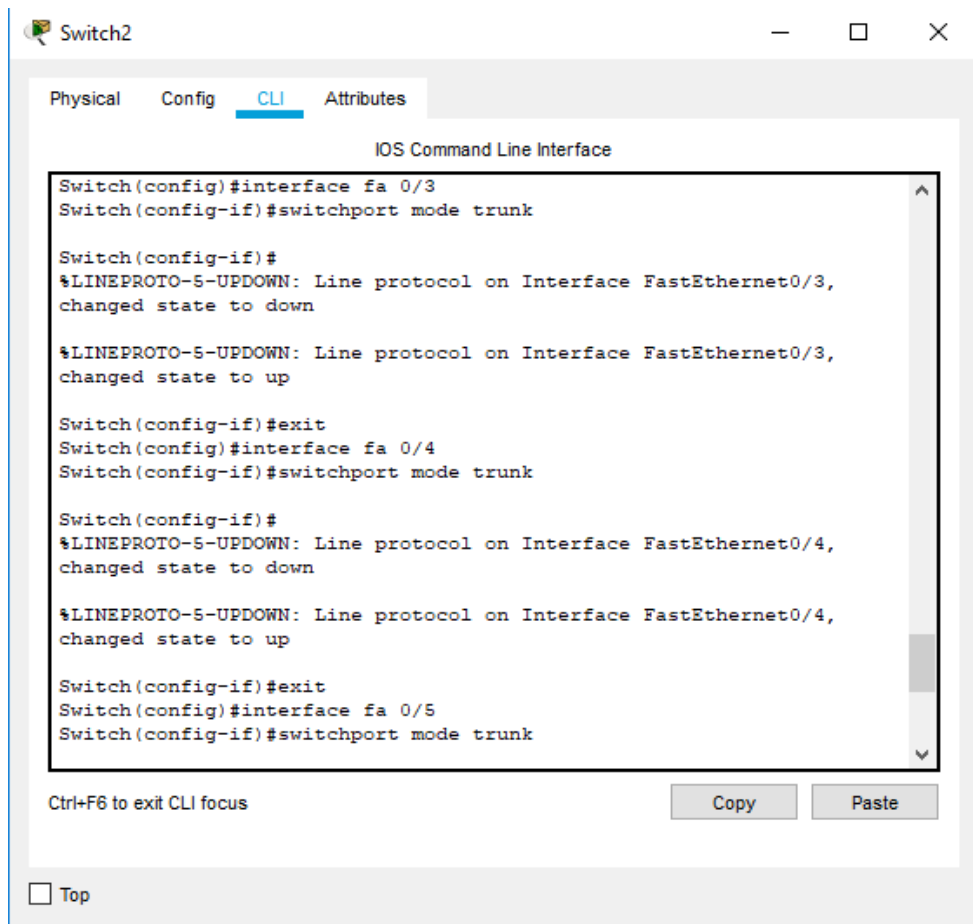 Switch2
Physical Config CLI Attributes
IOS Command Line Interface
Switch(config)#interface fa 0/3
Switch(config-if)#switchport mode trunk
Switch(config-if)#
%LINEPROTO-5-UPDOWN: Line protocol on Interface FastEthernet0/3,
changed state to down
%LINEPROTO-5-UPDOWN: Line protocol on Interface FastEthernet0/3,
changed state to up
Switch(config-if)#exit
Switch(config)#interface fa 0/4
Switch(config-if)#switchport mode trunk
Switch(config-if)#
%LINEPROTO-5-UPDOWN: Line protocol on Interface FastEthernet0/4,
changed state to down
%LINEPROTO-5-UPDOWN: Line protocol on Interface FastEthernet0/4,
changed state to up
Switch(config-if)#exit
Switch(config)#interface fa 0/5
Switch(config-if)#switchport mode trunk
Ctrl+F6 to exit CLI focus Copy Paste
Top